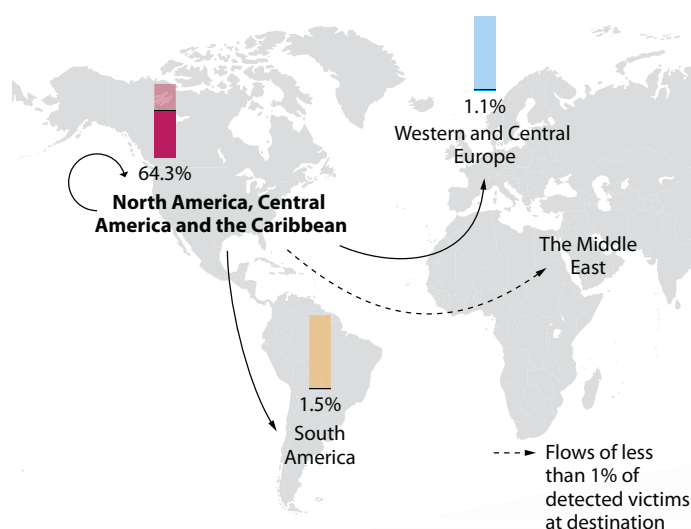 64.3%
North America, Central
America and the Caribbean
1.1%
Western and Central
Europe
The Middle
East
1.5%
South
America
Flows of less
than 1% of
detected victims
at destination